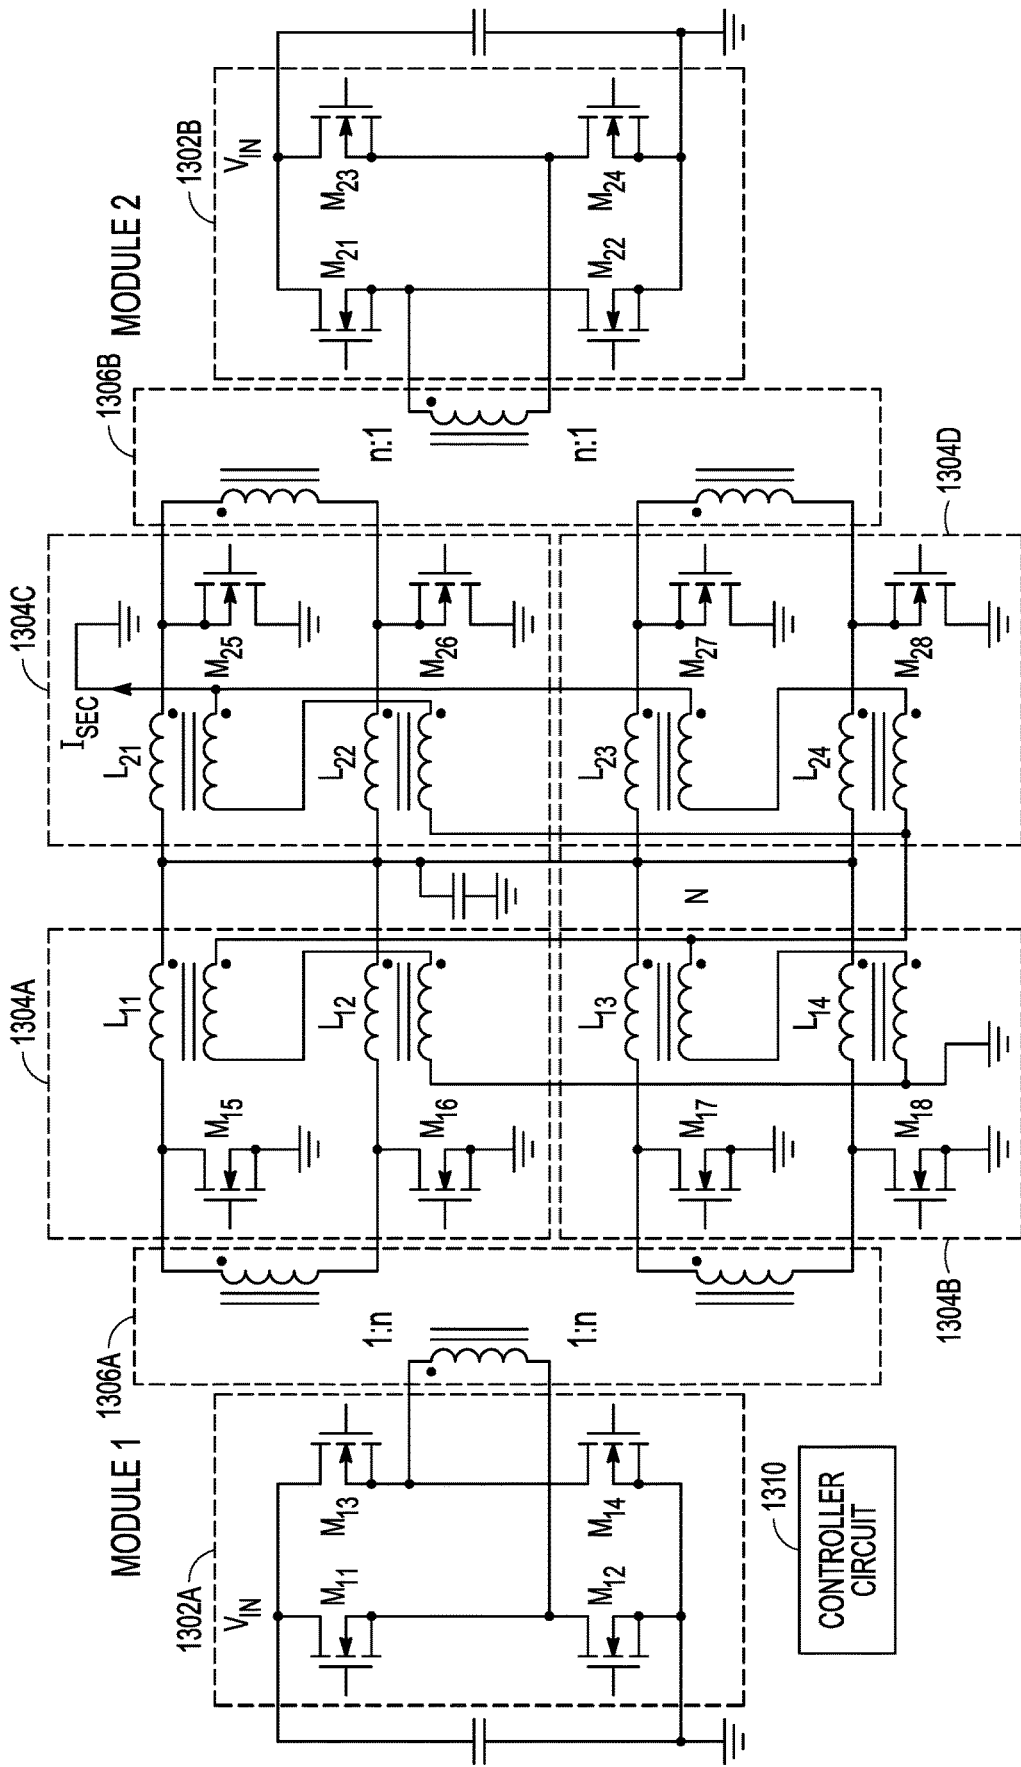 MODULE 1
MODULE 2
1302A
V_IN
M_11
M_12
M_13
M_14
1310
CONTROLLER
CIRCUIT
1306A
1:n
1:n
1304A
1304B
M_15
M_16
M_17
M_18
L_11
L_12
L_13
L_14
N
L_21
L_22
L_23
L_24
I_SEC
M_25
M_26
M_27
M_28
1304C
1304D
1306B
n:1
n:1
1302B
V_IN
M_21
M_22
M_23
M_24